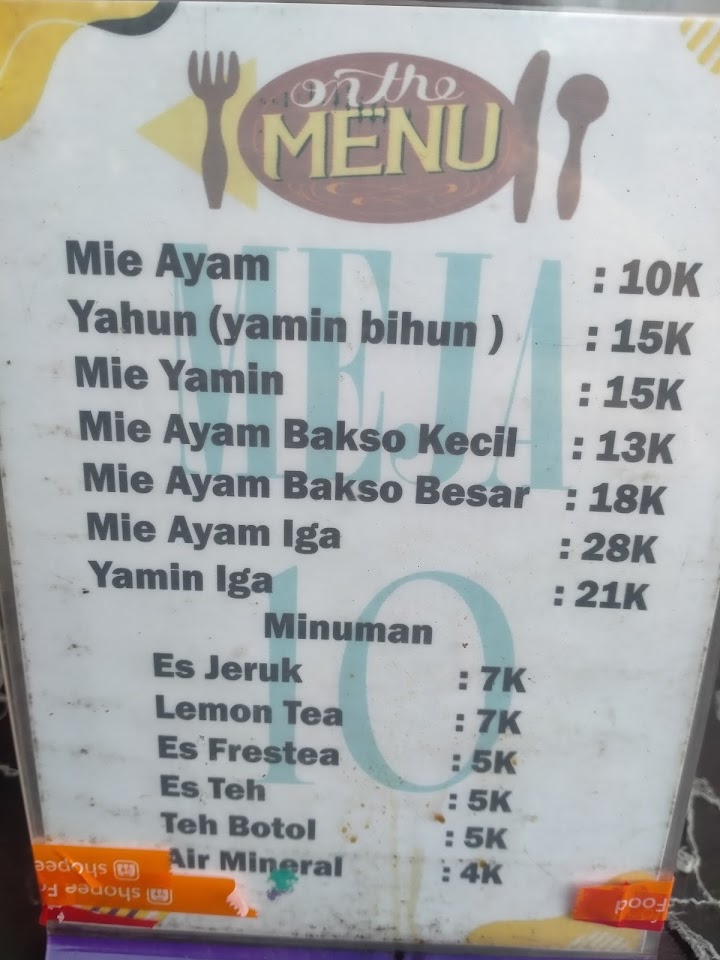 on the
MENU
MEJA
10
Mie Ayam : 10K
Yahun (yamin bihun ) : 15K
Mie Yamin : 15K
Mie Ayam Bakso Kecil : 13K
Mie Ayam Bakso Besar : 18K
Mie Ayam Iga : 28K
Yamin Iga : 21K
Minuman
Es Jeruk : 7K
Lemon Tea : 7K
Es Frestea : 5K
Es Teh : 5K
Teh Botol : 5K
Air Mineral : 4K
shopee
shopee
Food